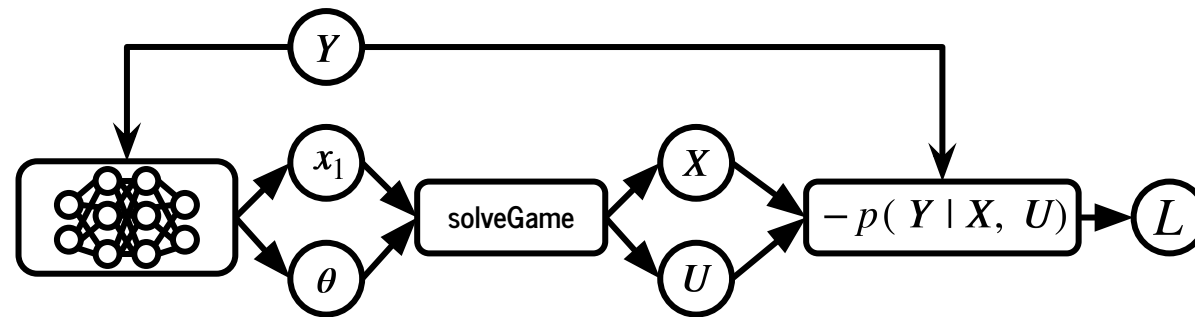 Y
x₁
θ
solveGame
X
U
− p( Y | X, U)
L